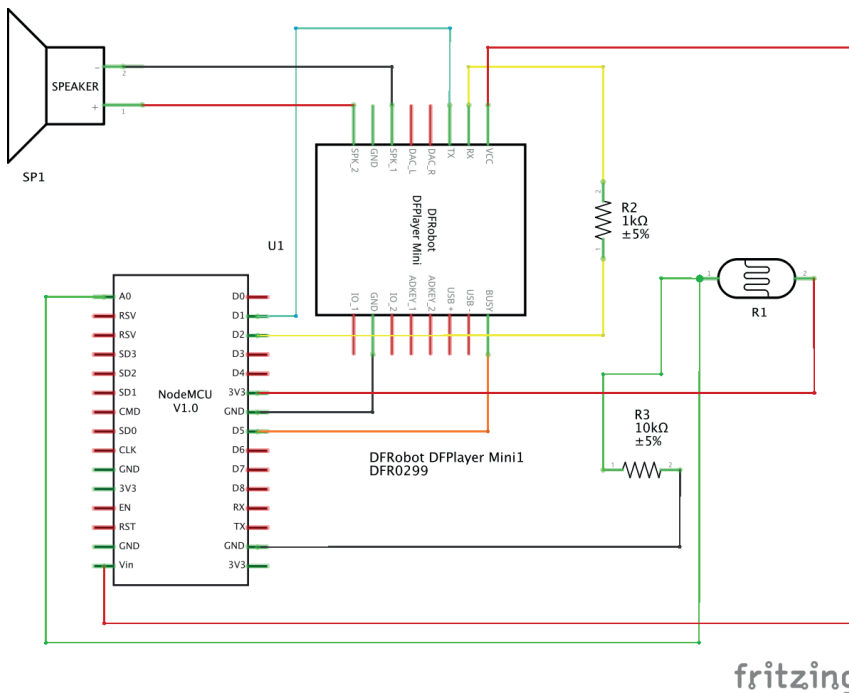 –
2
SPEAKER
+
1
SP1
SPK_2
GND
SPK_1
DAC_L
DAC_R
TX
RX
VCC
DFRobot
DFPlayer Mini
IO_1
GND
IO_2
ADKEY_1
ADKEY_2
USB +
USB -
BUSY
2
R2
1kΩ
±5%
1
1
2
R1
R3
10kΩ
±5%
1
2
U1
A0
RSV
RSV
SD3
SD2
SD1
CMD
SD0
CLK
GND
3V3
EN
RST
GND
Vin
NodeMCU
V1.0
D0
D1
D2
D3
D4
3V3
GND
D5
D6
D7
D8
RX
TX
GND
3V3
DFRobot DFPlayer Mini1
DFR0299
fritzing